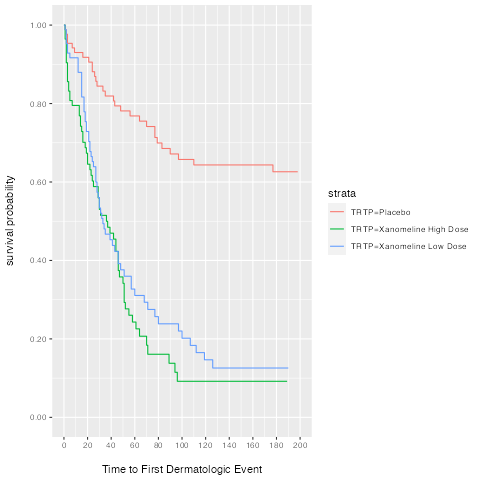 survival probability
1.00
0.80
0.60
0.40
0.20
0.00
0 20 40 60 80 100 120 140 160 180 200
Time to First Dermatologic Event
strata
TRTP=Placebo
TRTP=Xanomeline High Dose
TRTP=Xanomeline Low Dose